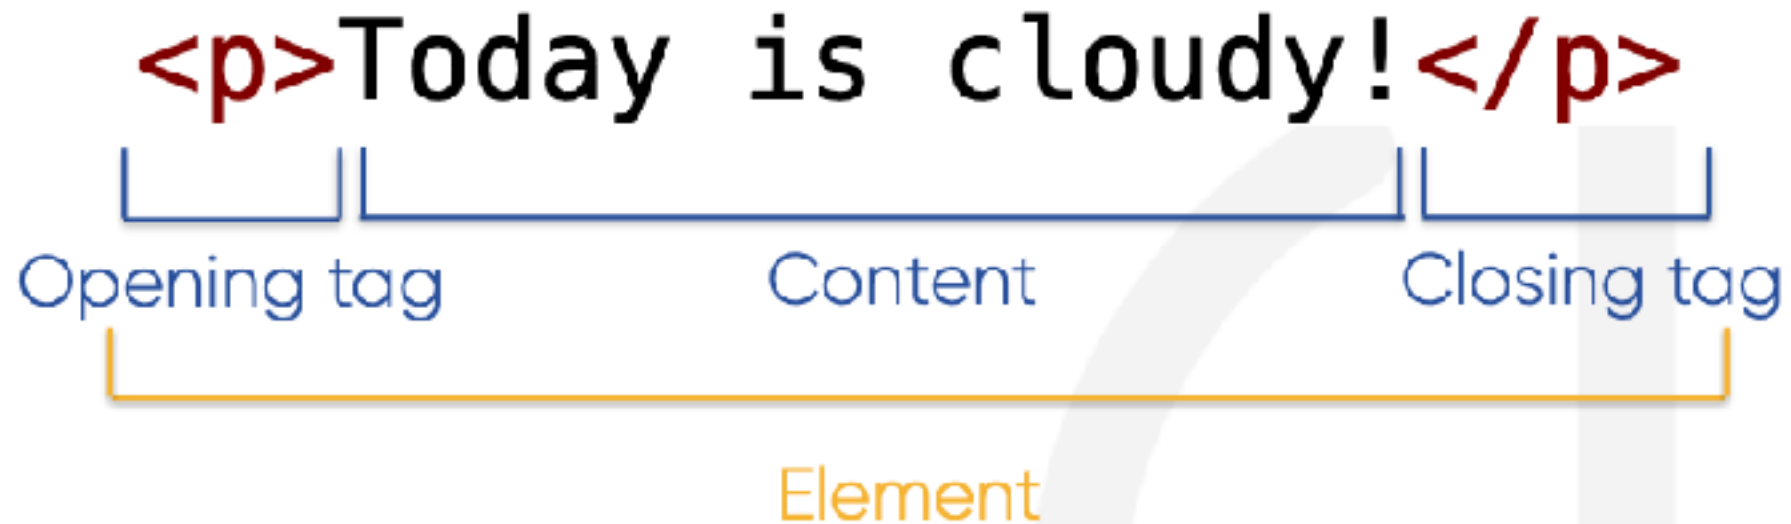 <p>Today is cloudy!</p>
Opening tag Content Closing tag
Element